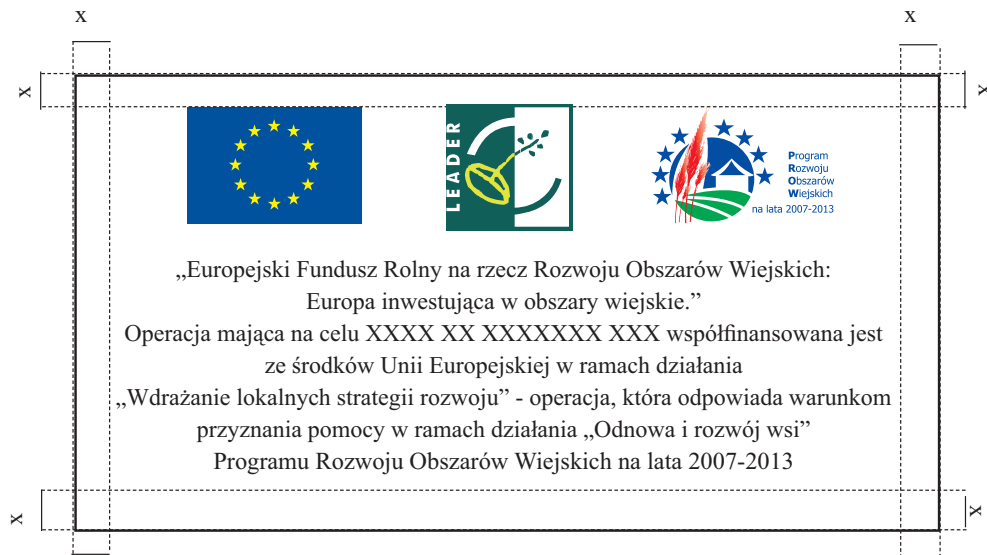 x
x
x
x
LEADER
Program
Rozwoju
Obszarów
Wiejskich
na lata 2007-2013
„Europejski Fundusz Rolny na rzecz Rozwoju Obszarów Wiejskich:
Europa inwestująca w obszary wiejskie.”
Operacja mająca na celu XXXX XX XXXXXXX XXX współfinansowana jest
ze środków Unii Europejskiej w ramach działania
„Wdrażanie lokalnych strategii rozwoju” - operacja, która odpowiada warunkom
przyznania pomocy w ramach działania „Odnowa i rozwój wsi”
Programu Rozwoju Obszarów Wiejskich na lata 2007-2013
x
x